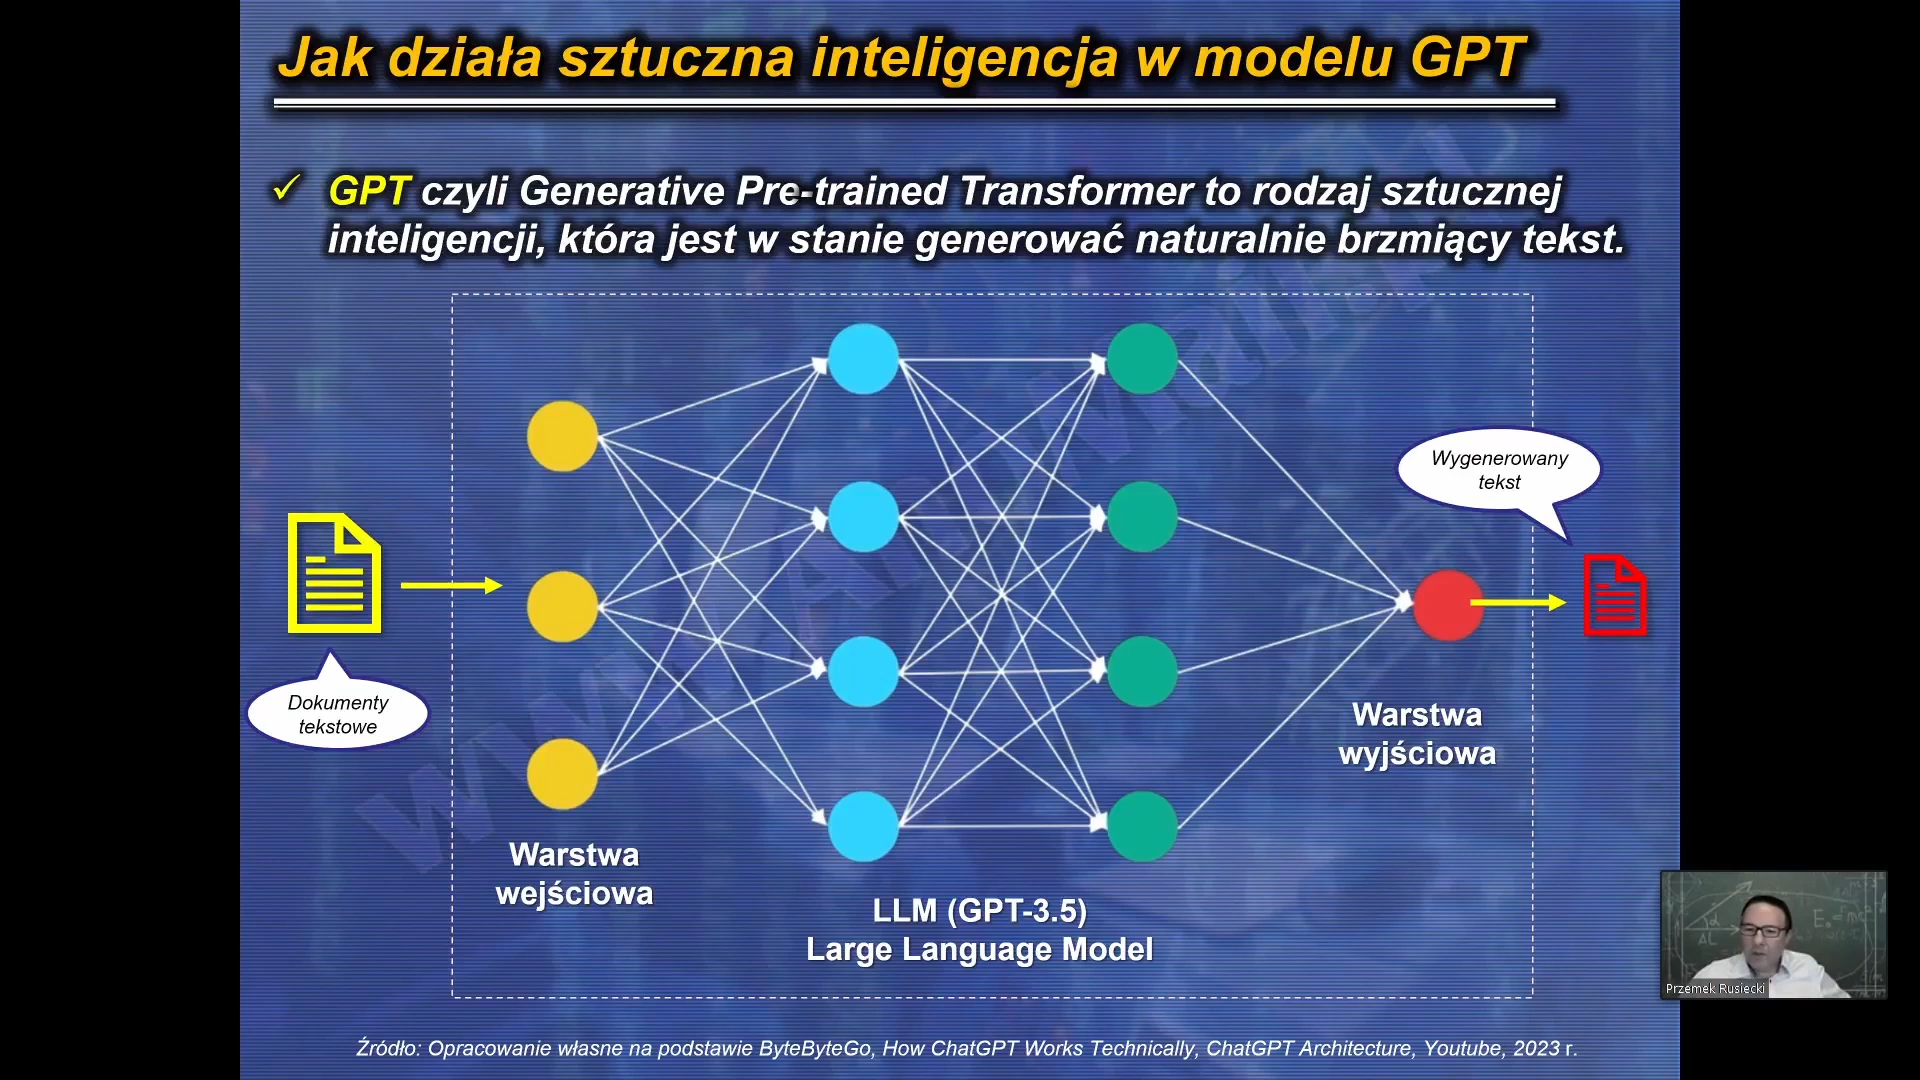 Jak działa sztuczna inteligencja w modelu GPT
✓ GPT czyli Generative Pre-trained Transformer to rodzaj sztucznej
inteligencji, która jest w stanie generować naturalnie brzmiący tekst.
Wygenerowany
tekst
Dokumenty
tekstowe
Warstwa
wyjściowa
Warstwa
wejściowa
LLM (GPT-3.5)
Large Language Model
Przemek Rusiecki
Źródło: Opracowanie własne na podstawie ByteByteGo, How ChatGPT Works Technically, ChatGPT Architecture, Youtube, 2023 r.